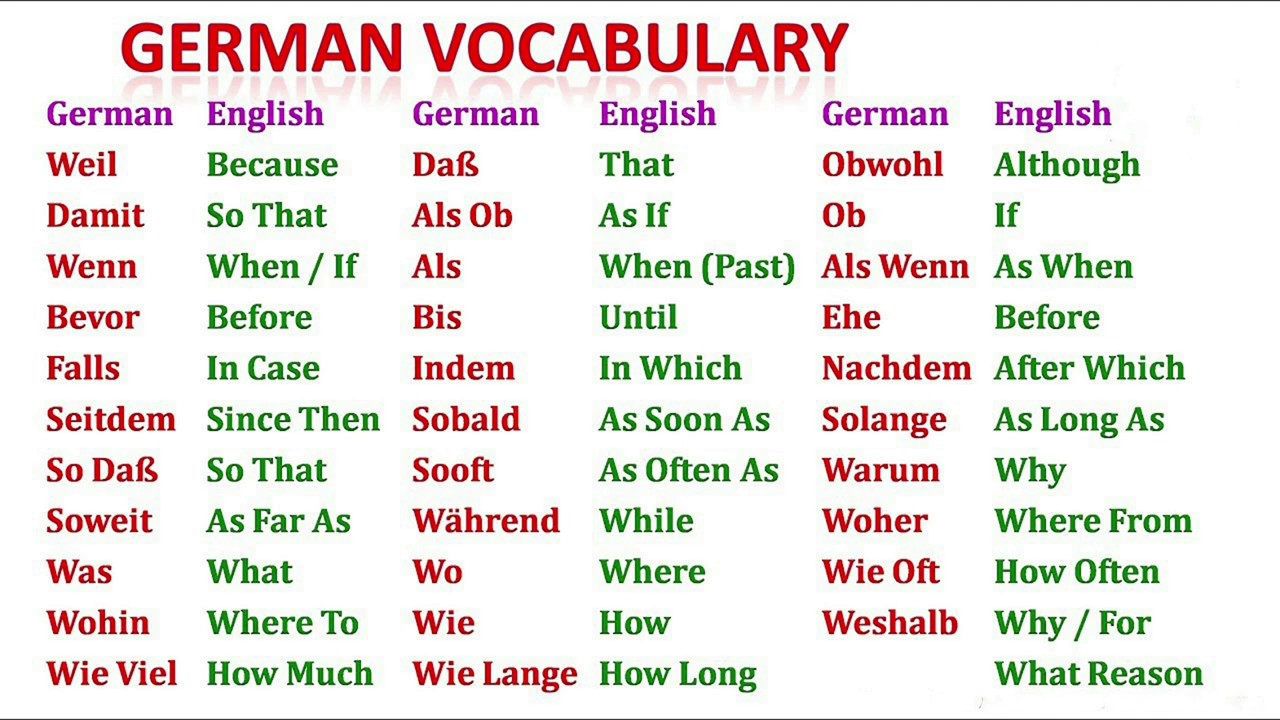 GERMAN VOCABULARY
German English German English German English
Weil Because Daß That Obwohl Although
Damit So That Als Ob As If Ob If
Wenn When / If Als When (Past) Als Wenn As When
Bevor Before Bis Until Ehe Before
Falls In Case Indem In Which Nachdem After Which
Seitdem Since Then Sobald As Soon As Solange As Long As
So Daß So That Sooft As Often As Warum Why
Soweit As Far As Während While Woher Where From
Was What Wo Where Wie Oft How Often
Wohin Where To Wie How Weshalb Why / For
Wie Viel How Much Wie Lange How Long What Reason